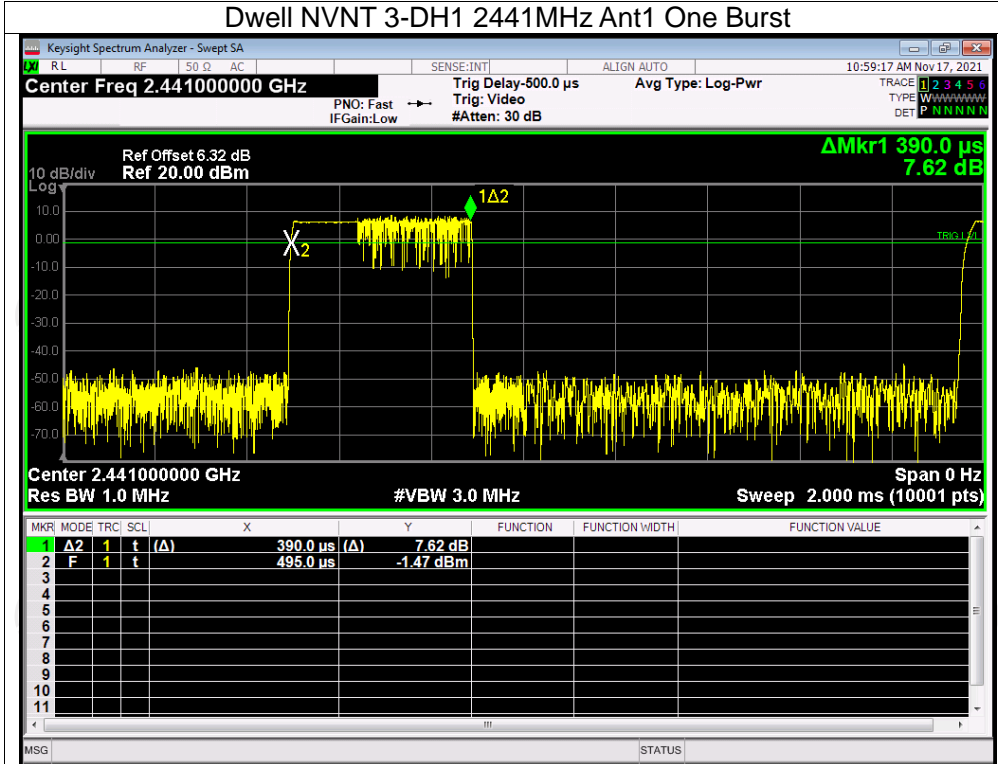 Dwell NVNT 3-DH1 2441MHz Ant1 One Burst
Keysight Spectrum Analyzer - Swept SA
LXI RL RF 50 Ω AC SENSE:INT ALIGN AUTO 10:59:17 AM Nov 17, 2021
Center Freq 2.441000000 GHz Trig Delay-500.0 µs Avg Type: Log-Pwr TRACE 1 2 3 4 5 6
PNO: Fast Trig: Video TYPE WWWWWW
IFGain:Low #Atten: 30 dB DET P N N N N N
ΔMkr1 390.0 µs
7.62 dB
Ref Offset 6.32 dB
10 dB/div Ref 20.00 dBm
Log
10.0
0.00
-10.0
-20.0
-30.0
-40.0
-50.0
-60.0
-70.0
1Δ2
X2
TRIG LVL
Center 2.441000000 GHz Span 0 Hz
Res BW 1.0 MHz #VBW 3.0 MHz Sweep 2.000 ms (10001 pts)
MKR MODE TRC SCL X Y FUNCTION FUNCTION WIDTH FUNCTION VALUE
1 Δ2 1 t (Δ) 390.0 µs (Δ) 7.62 dB
2 F 1 t 495.0 µs -1.47 dBm
3
4
5
6
7
8
9
10
11
MSG STATUS